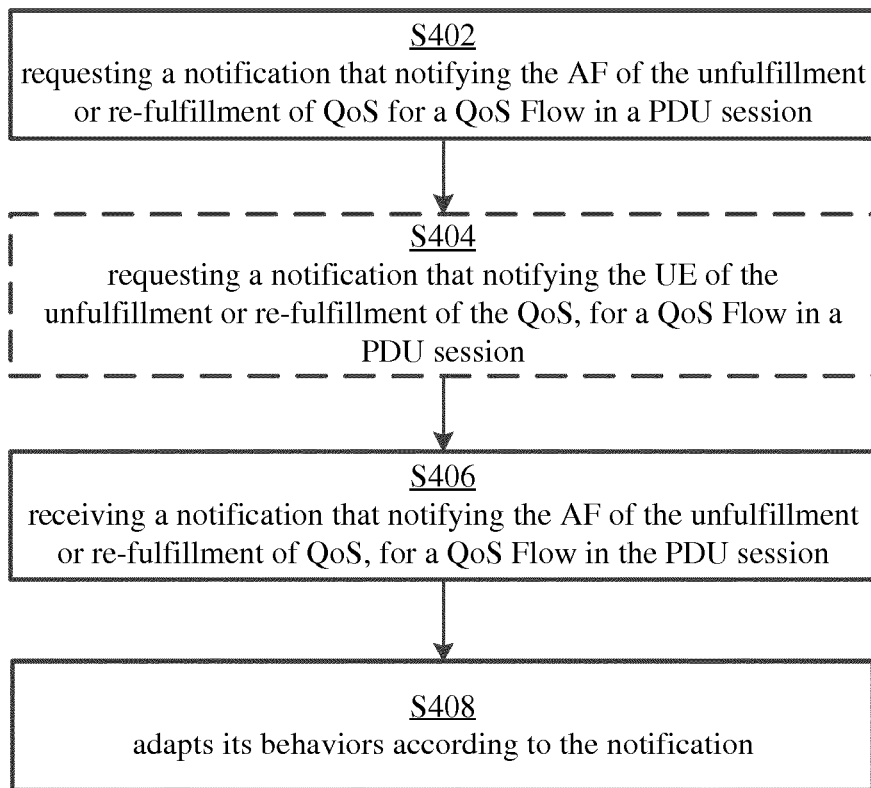 S402
requesting a notification that notifying the AF of the unfulfillment
or re-fulfillment of QoS for a QoS Flow in a PDU session
S404
requesting a notification that notifying the UE of the
unfulfillment or re-fulfillment of the QoS, for a QoS Flow in a
PDU session
S406
receiving a notification that notifying the AF of the unfulfillment
or re-fulfillment of QoS, for a QoS Flow in the PDU session
S408
adapts its behaviors according to the notification